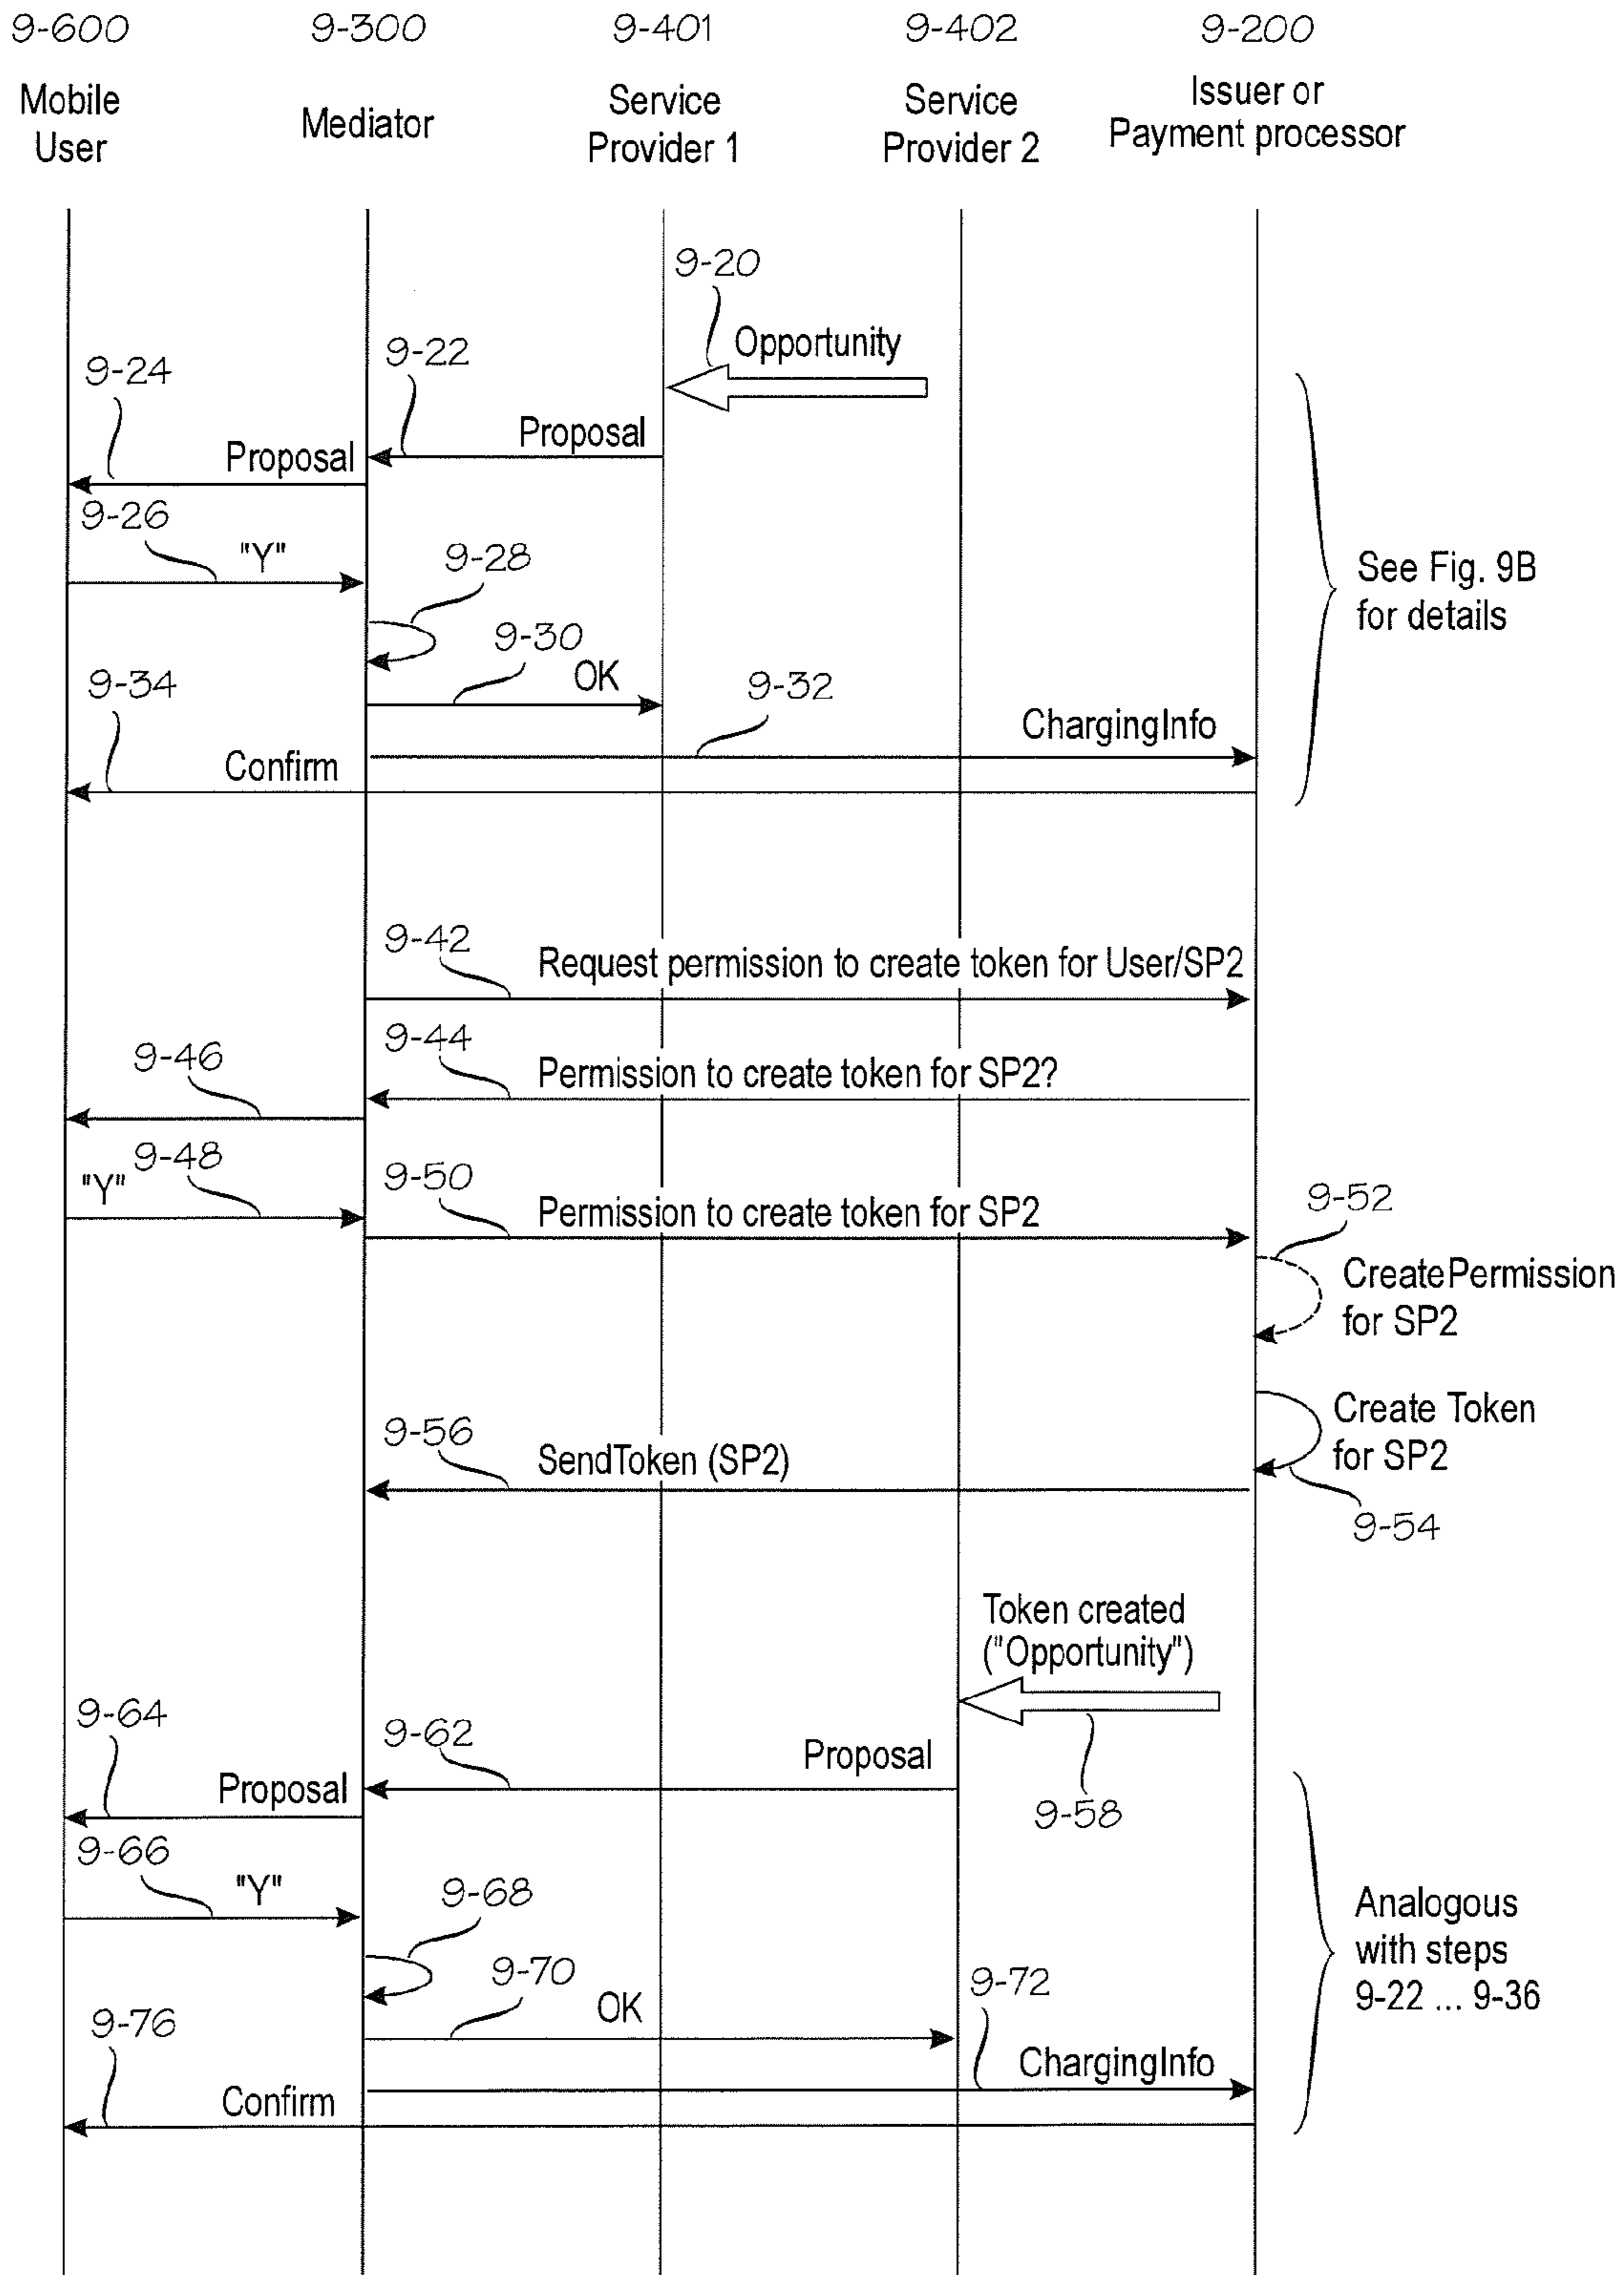 9-600 9-300 9-401 9-402 9-200
Mobile
User
Mediator
Service
Provider 1
Service
Provider 2
Issuer or
Payment processor
9-20
Opportunity
9-22
9-24
Proposal
Proposal
9-26
"Y"
9-28
See Fig. 9B
for details
9-30
OK
9-34
9-32
ChargingInfo
Confirm
9-42
Request permission to create token for User/SP2
9-44
9-46
Permission to create token for SP2?
9-48
"Y"
9-50
Permission to create token for SP2
9-52
CreatePermission
for SP2
Create Token
for SP2
9-56
SendToken (SP2)
9-54
Token created
("Opportunity")
9-64
9-62
Proposal
Proposal
9-58
9-66
"Y"
9-68
Analogous
with steps
9-22 ... 9-36
9-70
OK
9-72
9-76
ChargingInfo
Confirm